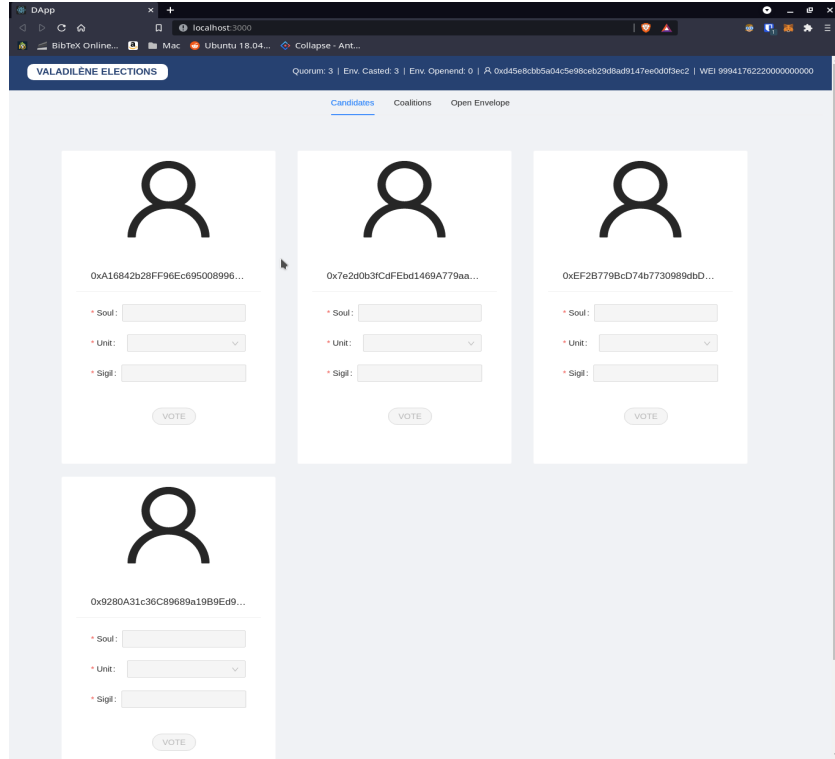 DApp
localhost:3000
BibTeX Online... Mac Ubuntu 18.04... Collapse - Ant...
VALADILÈNE ELECTIONS Quorum: 3 | Env. Casted: 3 | Env. Openend: 0 | 0xd45e8cbb5a04c5e98ceb29d8ad9147ee0d0f3ec2 | WEI 99941762220000000000
Candidates Coalitions Open Envelope
0xA16842b28FF96Ec695008996... 0x7e2d0b3fCdFEbd1469A779aa... 0xEF2B779BcD74b7730989dbD...
* Soul: * Soul: * Soul:
* Unit: * Unit: * Unit:
* Sigil: * Sigil: * Sigil:
VOTE VOTE VOTE
0x9280A31c36C89689a19B9Ed9...
* Soul:
* Unit:
* Sigil:
VOTE